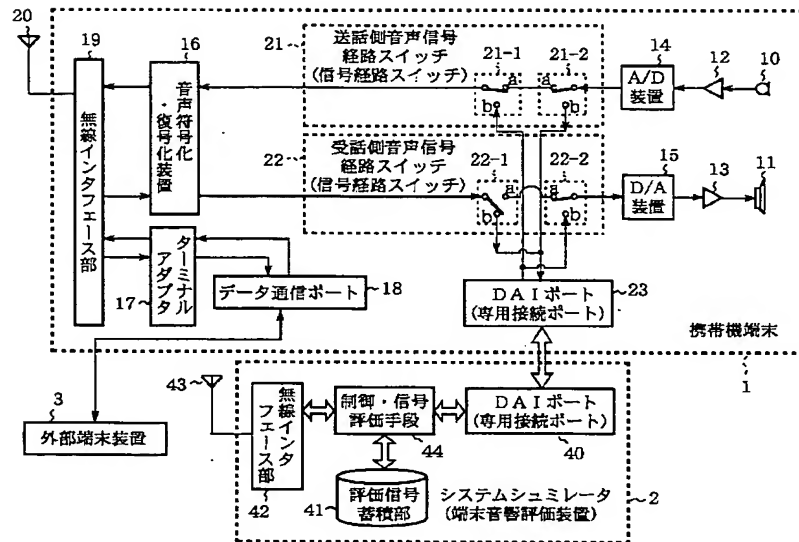 20
19
無線インタフェース部
16
音声符号化
・復号化装置
21
送話側音声信号
経路スイッチ
(信号経路スイッチ)
21-1
a
b
21-2
a
b
14
A/D
装置
12
10
22
受話側音声信号
経路スイッチ
(信号経路スイッチ)
22-1
a
b
22-2
a
b
15
D/A
装置
13
11
17
ターミナル
アダプタ
データ通信ポート
18
DAIポート
(専用接続ポート)
23
携帯機端末
1
3
外部端末装置
43
無線インタ
フェース部
42
制御・信号
評価手段
44
DAIポート
(専用接続ポート)
40
41
評価信号
蓄積部
システムシュミレータ
(端末音響評価装置)
2